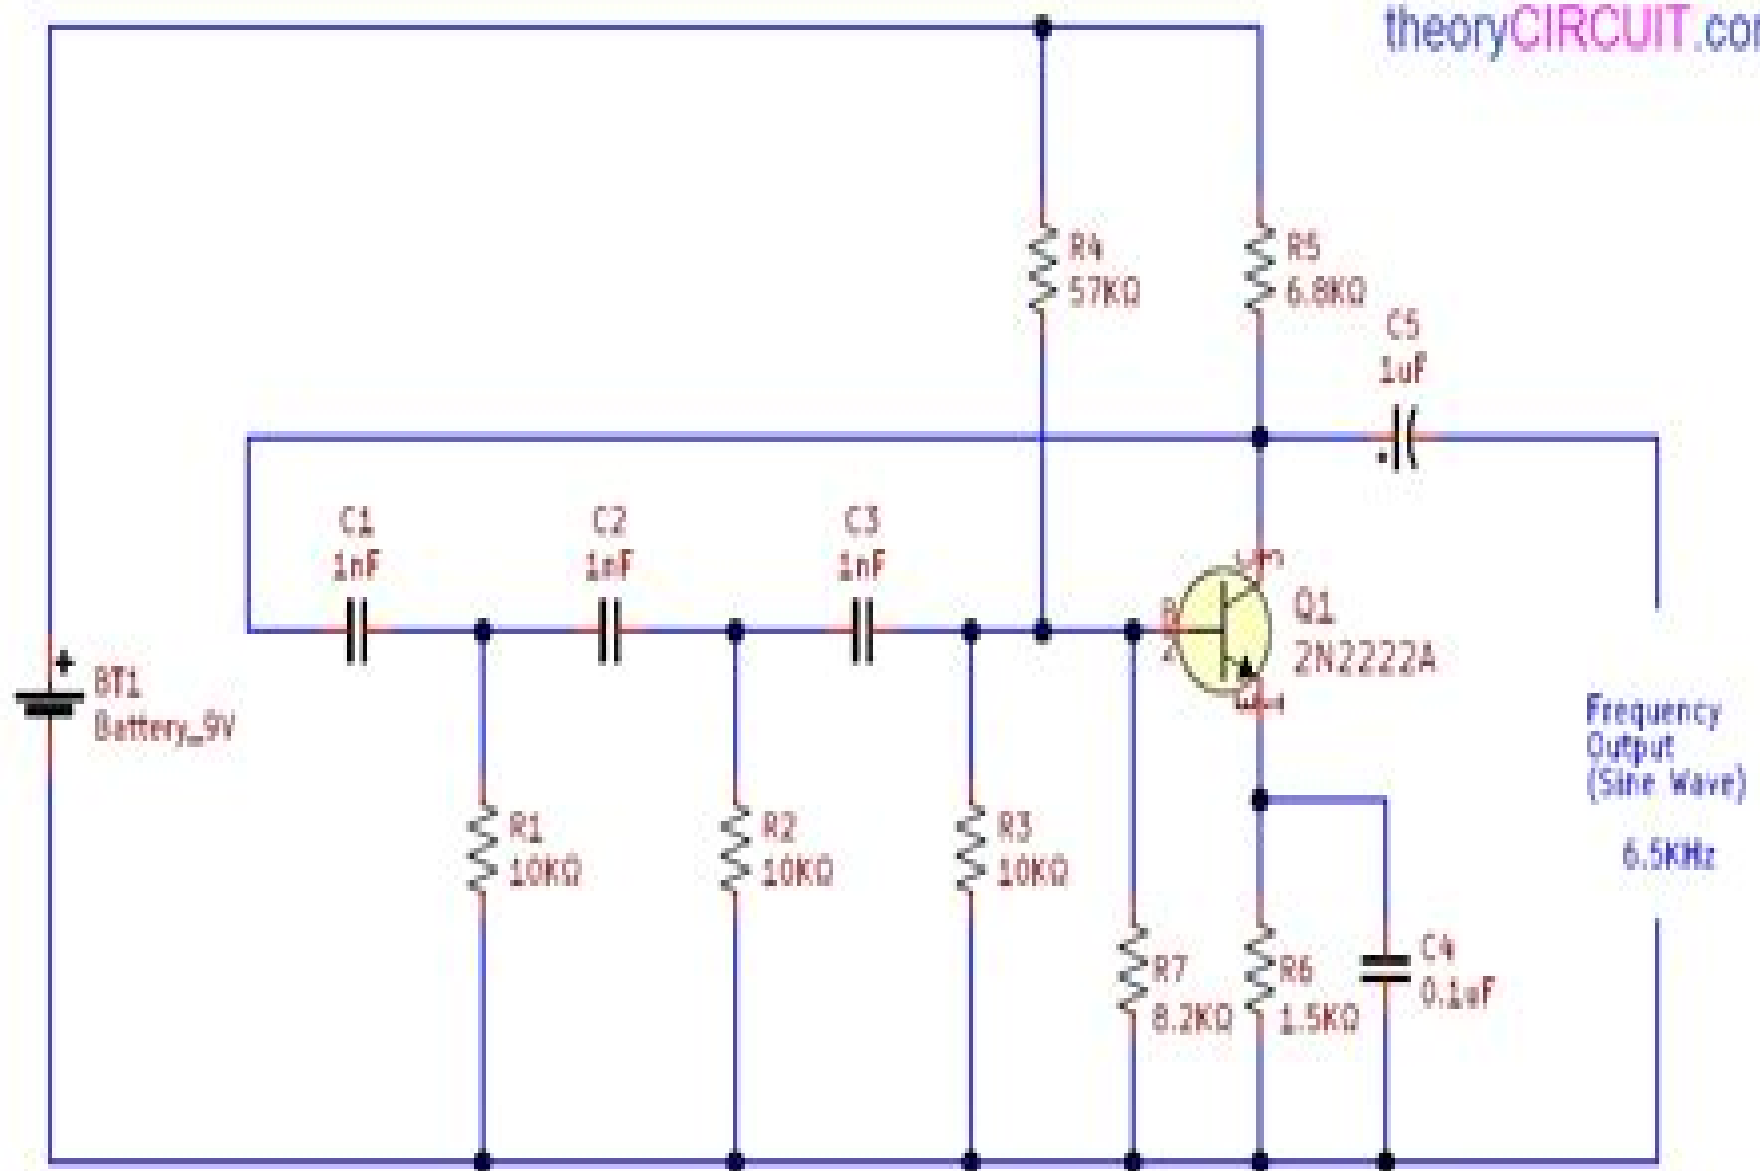 theoryCIRCUIT.com
R4
57KΩ
R5
6.8KΩ
C5
1uF
C1
1nF
C2
1nF
C3
1nF
Q1
2N2222A
BT1
Battery_9V
Frequency
Output
(Sine Wave)
6.5KHz
R1
10KΩ
R2
10KΩ
R3
10KΩ
R7
8.2KΩ
R6
1.5KΩ
C4
0.1uF